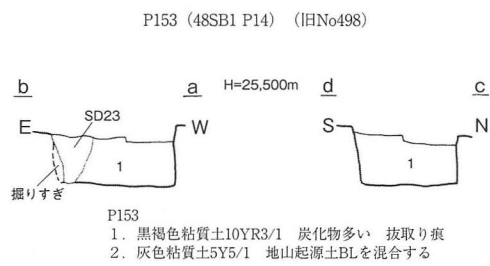 P153（48SB1 P14）（旧No498）
b a H=25,500m d c
SD23
E W S N
1 1
掘りすぎ
P153
1．黒褐色粘質土10YR3/1 炭化物多い 抜取り痕
2．灰色粘質土5Y5/1 地山起源土BLを混合する